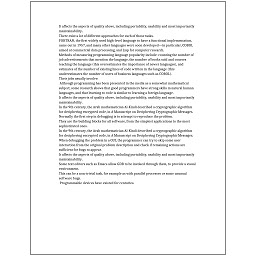 It affects the aspects of quality above, including portability, usability and most importantly
maintainability.
There exist a lot of different approaches for each of those tasks.
FORTRAN, the first widely used high-level language to have a functional implementation,
came out in 1957, and many other languages were soon developed—in particular, COBOL
aimed at commercial data processing, and Lisp for computer research.
Methods of measuring programming language popularity include: counting the number of
job advertisements that mention the language, the number of books sold and courses
teaching the language (this overestimates the importance of newer languages), and
estimates of the number of existing lines of code written in the language (this
underestimates the number of users of business languages such as COBOL).
Their jobs usually involve:
Although programming has been presented in the media as a somewhat mathematical
subject, some research shows that good programmers have strong skills in natural human
languages, and that learning to code is similar to learning a foreign language.
It affects the aspects of quality above, including portability, usability and most importantly
maintainability.
In the 9th century, the Arab mathematician Al-Kindi described a cryptographic algorithm
for deciphering encrypted code, in A Manuscript on Deciphering Cryptographic Messages.
Normally the first step in debugging is to attempt to reproduce the problem.
They are the building blocks for all software, from the simplest applications to the most
sophisticated ones.
In the 9th century, the Arab mathematician Al-Kindi described a cryptographic algorithm
for deciphering encrypted code, in A Manuscript on Deciphering Cryptographic Messages.
When debugging the problem in a GUI, the programmer can try to skip some user
interaction from the original problem description and check if remaining actions are
sufficient for bugs to appear.
It affects the aspects of quality above, including portability, usability and most importantly
maintainability.
Some text editors such as Emacs allow GDB to be invoked through them, to provide a visual
environment.
This can be a non-trivial task, for example as with parallel processes or some unusual
software bugs.
Programmable devices have existed for centuries.